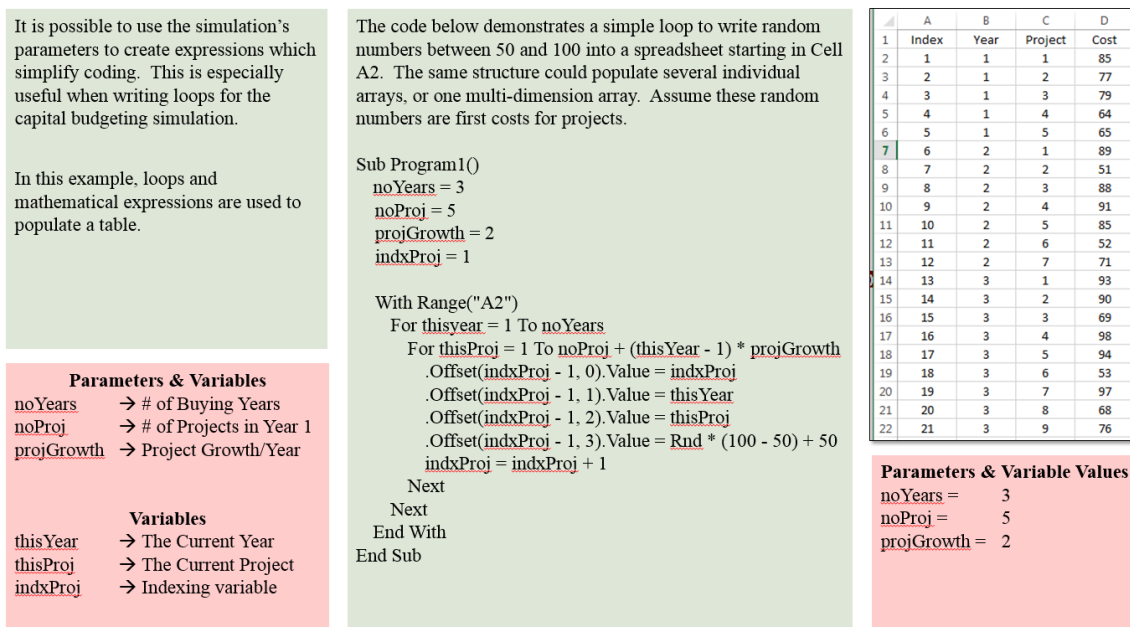 It is possible to use the simulation’s
parameters to create expressions which
simplify coding.  This is especially
useful when writing loops for the
capital budgeting simulation.
In this example, loops and
mathematical expressions are used to
populate a table.
Parameters & Variables
noYears → # of Buying Years
noProj → # of Projects in Year 1
projGrowth → Project Growth/Year
Variables
thisYear → The Current Year
thisProj → The Current Project
indxProj → Indexing variable
The code below demonstrates a simple loop to write random
numbers between 50 and 100 into a spreadsheet starting in Cell
A2.  The same structure could populate several individual
arrays, or one multi-dimension array.  Assume these random
numbers are first costs for projects.
Sub Program1()
noYears = 3
noProj = 5
projGrowth = 2
indxProj = 1
With Range("A2")
For thisyear = 1 To noYears
For thisProj = 1 To noProj + (thisYear - 1) * projGrowth
.Offset(indxProj - 1, 0).Value = indxProj
.Offset(indxProj - 1, 1).Value = thisYear
.Offset(indxProj - 1, 2).Value = thisProj
.Offset(indxProj - 1, 3).Value = Rnd * (100 - 50) + 50
indxProj = indxProj + 1
Next
Next
End With
End Sub
A B C D
1 Index Year Project Cost
2 1 1 1 85
3 2 1 2 77
4 3 1 3 79
5 4 1 4 64
6 5 1 5 65
7 6 2 1 89
8 7 2 2 51
9 8 2 3 88
10 9 2 4 91
11 10 2 5 85
12 11 2 6 52
13 12 2 7 71
14 13 3 1 93
15 14 3 2 90
16 15 3 3 69
17 16 3 4 98
18 17 3 5 94
19 18 3 6 53
20 19 3 7 97
21 20 3 8 68
22 21 3 9 76
Parameters & Variable Values
noYears = 3
noProj = 5
projGrowth = 2